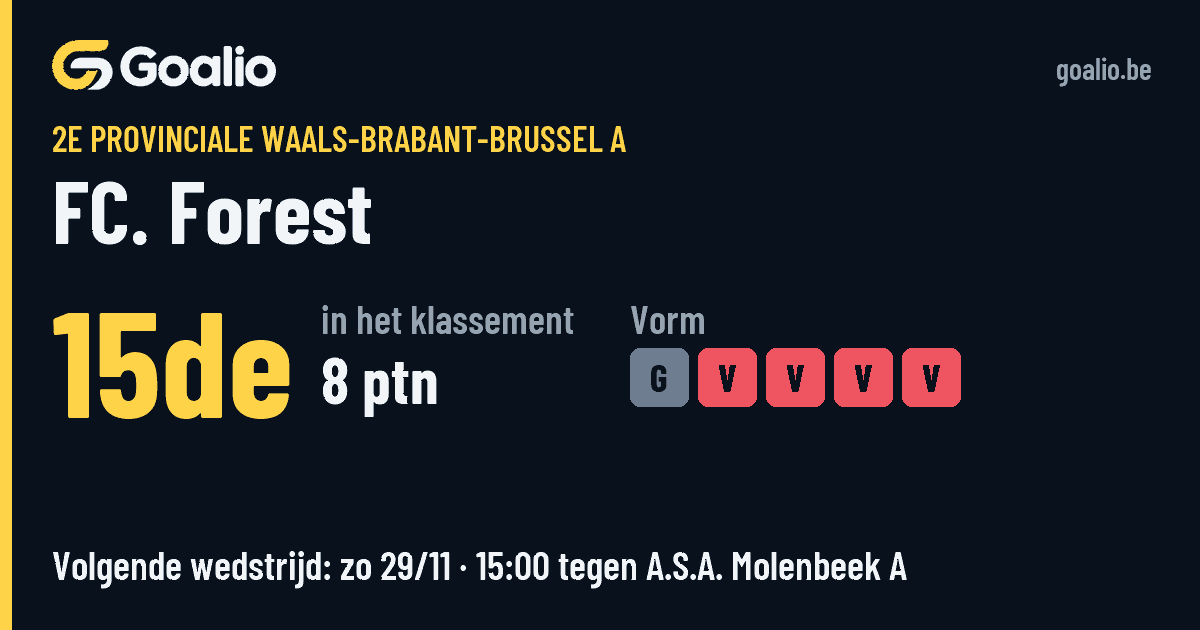 Goalio
goalio.be
2E PROVINCIALE WAALS-BRABANT-BRUSSEL A
FC. Forest
15de
in het klassement
8 ptn
Vorm
G V V V V
Volgende wedstrijd: zo 29/11 · 15:00 tegen A.S.A. Molenbeek A